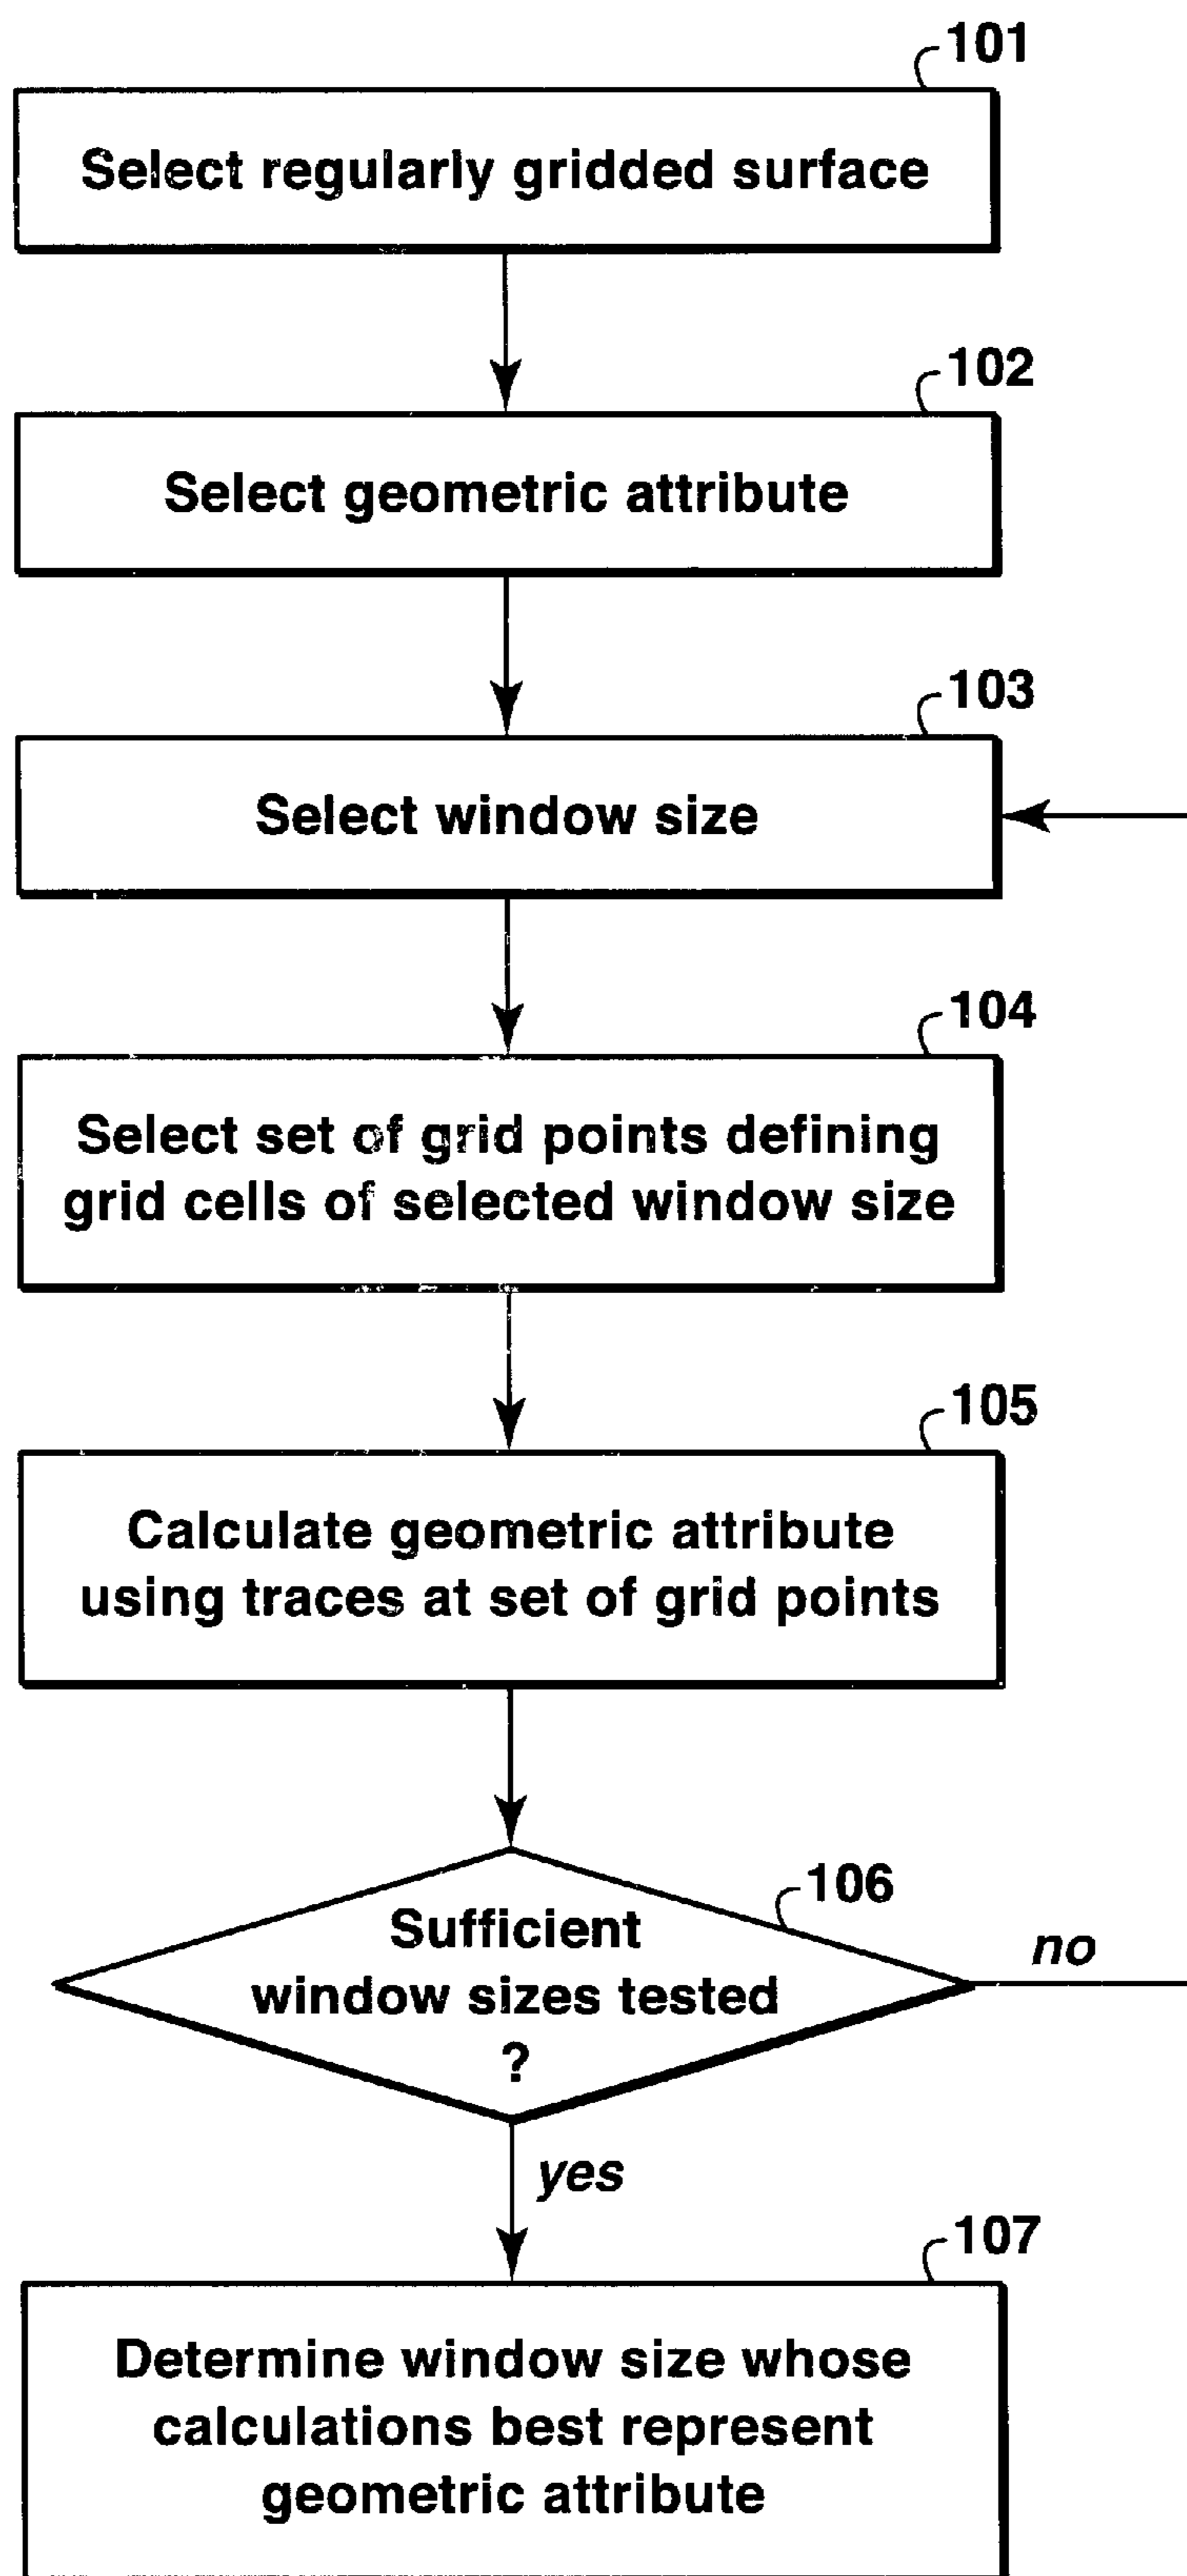 101
Select regularly gridded surface
102
Select geometric attribute
103
Select window size
104
Select set of grid points defining
grid cells of selected window size
105
Calculate geometric attribute
using traces at set of grid points
106
Sufficient
window sizes tested
?
no
yes
107
Determine window size whose
calculations best represent
geometric attribute